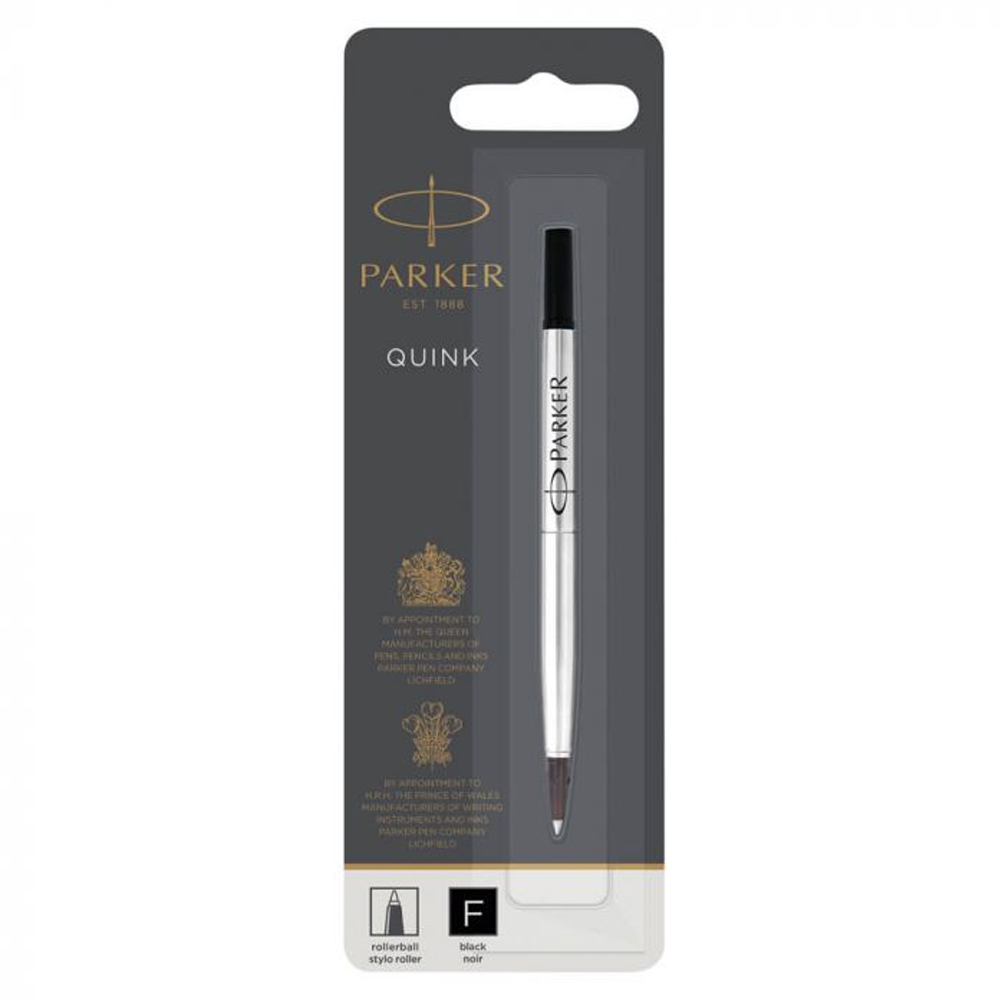 PARKER
EST 1888
QUINK
PARKER
BY APPOINTMENT TO
H.M. THE QUEEN
MANUFACTURERS OF
PENS, PENCILS AND INKS
PARKER PEN COMPANY
LICHFIELD
BY APPOINTMENT TO
H.R.H. THE PRINCE OF WALES
MANUFACTURERS OF WRITING
INSTRUMENTS AND INKS
PARKER PEN COMPANY
LICHFIELD
rollerball
stylo roller
F
black
noir